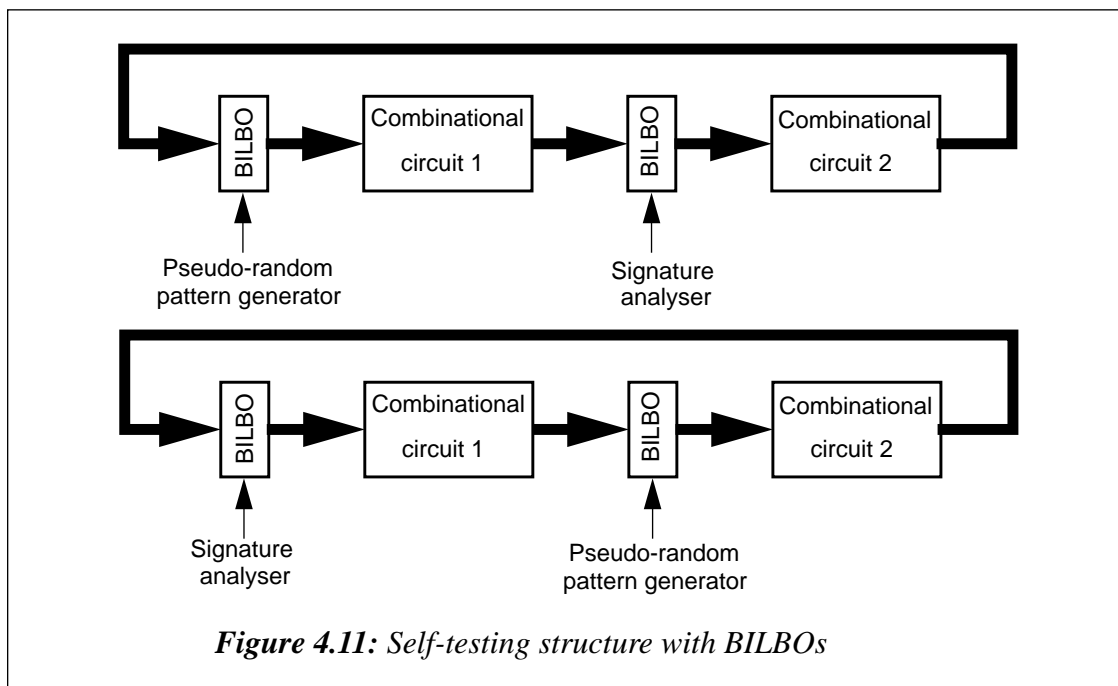 BILBO
Combinational
circuit 1
BILBO
Combinational
circuit 2
Pseudo-random
pattern generator
Signature
analyser
BILBO
Combinational
circuit 1
BILBO
Combinational
circuit 2
Signature
analyser
Pseudo-random
pattern generator
Figure 4.11: Self-testing structure with BILBOs